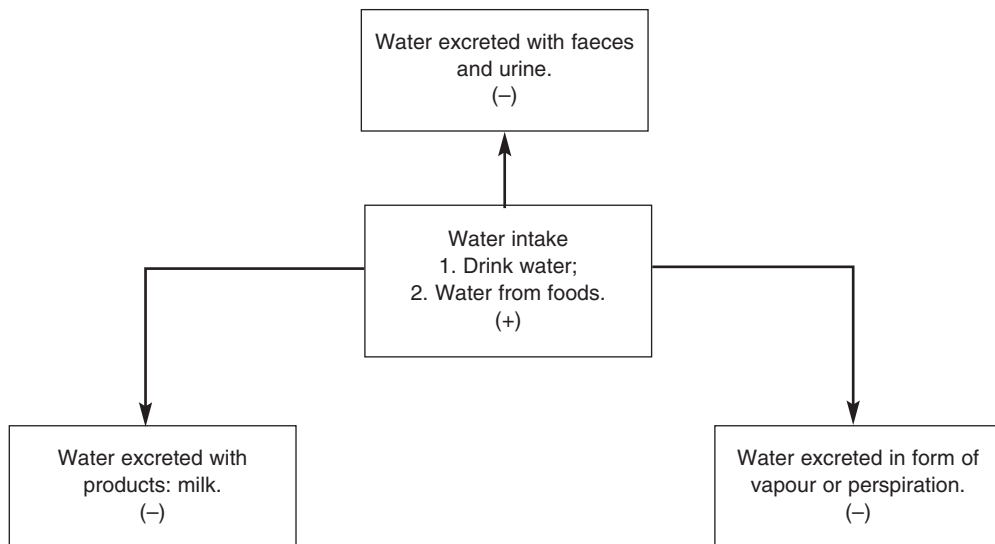 Water excreted with faeces
and urine.
(–)
Water intake
1. Drink water;
2. Water from foods.
(+)
Water excreted with
products: milk.
(–)
Water excreted in form of
vapour or perspiration.
(–)